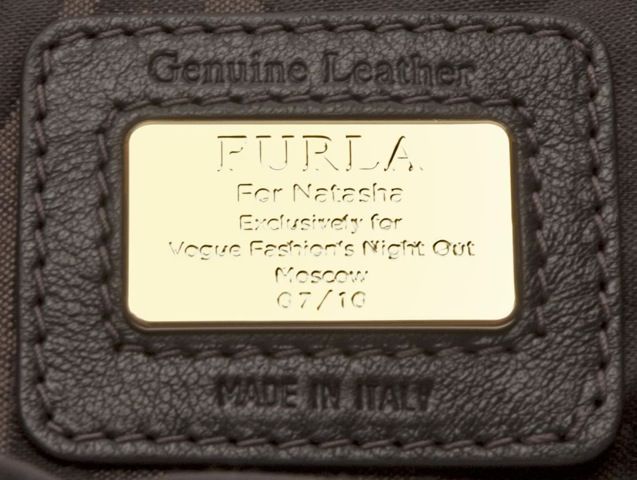 Genuine Leather
FURLA
For Natasha
Exclusively for
Vogue Fashion's Night Out
Moscow
07/10
MADE IN ITALY